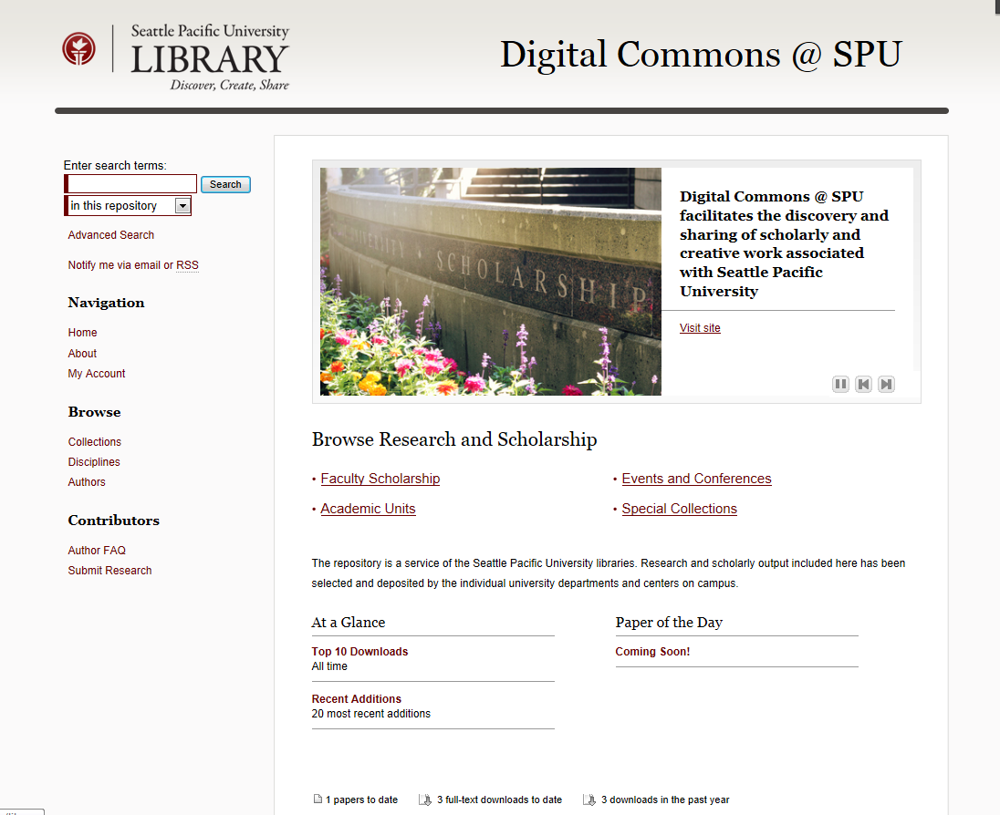 Seattle Pacific University
LIBRARY
Discover, Create, Share
Digital Commons @ SPU
Enter search terms:
Search
in this repository
Advanced Search
Notify me via email or RSS
Navigation
Home
About
My Account
Browse
Collections
Disciplines
Authors
Contributors
Author FAQ
Submit Research
UNIVERSITY • SCHOLARSHIP
Digital Commons @ SPU
facilitates the discovery and
sharing of scholarly and
creative work associated
with Seattle Pacific
University
Visit site
Browse Research and Scholarship
• Faculty Scholarship
• Events and Conferences
• Academic Units
• Special Collections
The repository is a service of the Seattle Pacific University libraries. Research and scholarly output included here has been
selected and deposited by the individual university departments and centers on campus.
At a Glance
Top 10 Downloads
All time
Recent Additions
20 most recent additions
Paper of the Day
Coming Soon!
1 papers to date
3 full-text downloads to date
3 downloads in the past year